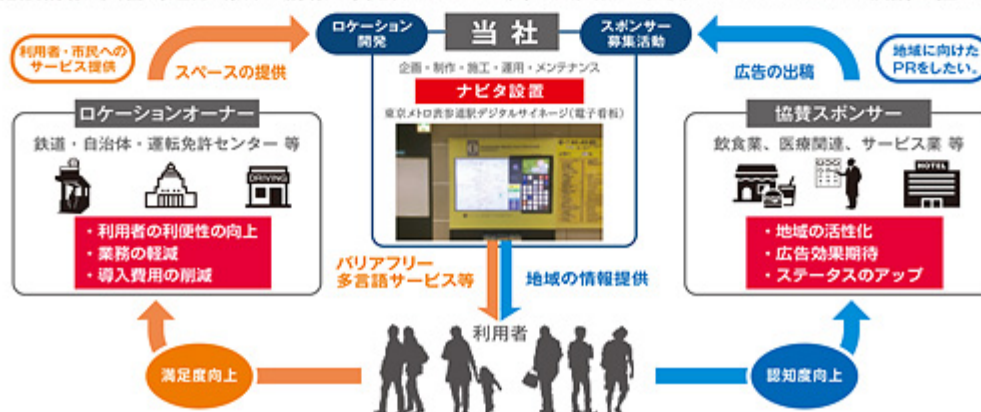 ロケーション
開発
当社
スポンサー
募集活動
利用者・市民への
サービス提供
スペースの提供
企画・制作・施工・運用・メンテナンス
ナビタ設置
東京メトロ表参道駅デジタルサイネージ(電子看板)
広告の出稿
地域に向けた
PRをしたい。
ロケーションオーナー
鉄道・自治体・運転免許センター 等
DRIVING
・利用者の利便性の向上
・業務の軽減
・導入費用の削減
協賛スポンサー
飲食業、医療関連、サービス業 等
HOTEL
・地域の活性化
・広告効果期待
・ステータスのアップ
バリアフリー
多言語サービス等
地域の情報提供
利用者
満足度向上
認知度向上